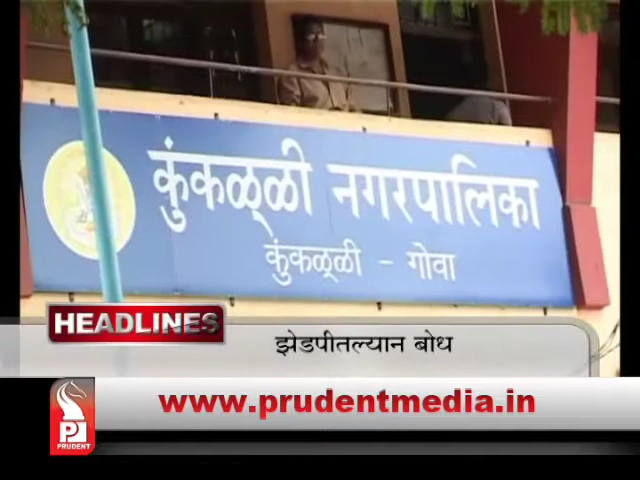 कुंकळ्ळी नगरपालिका
कुंकळ्ळी - गोवा
HEADLINES
झेडपीतल्यान बोध
www.prudentmedia.in
PRUDENT